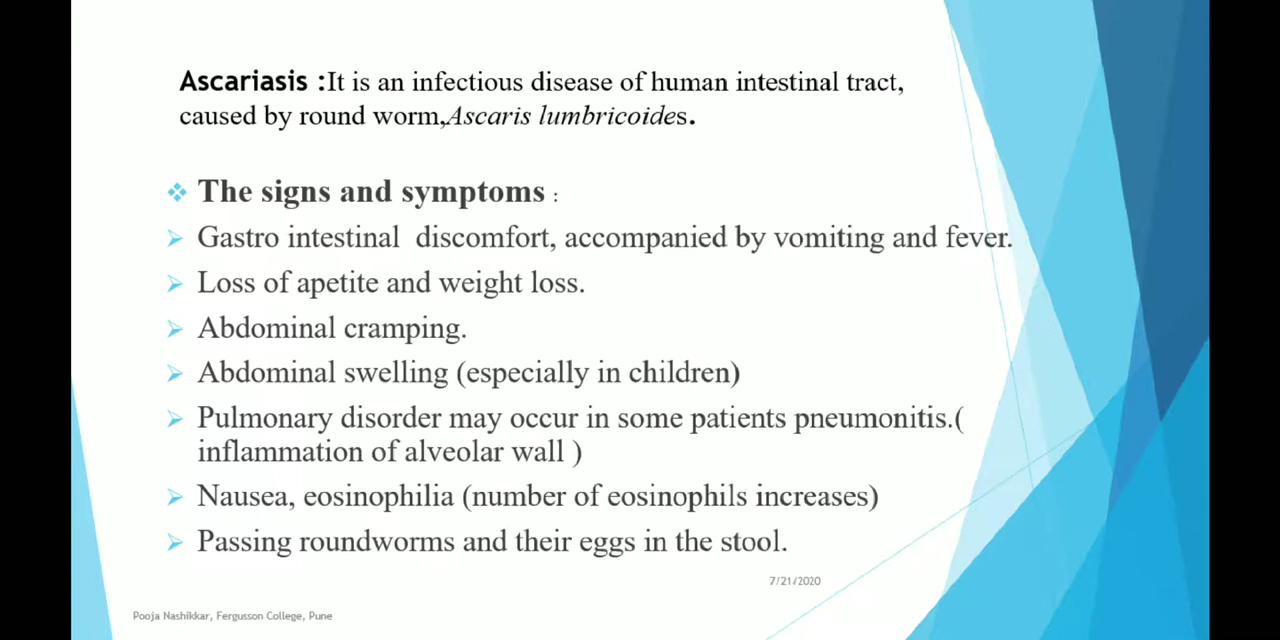 Ascariasis :It is an infectious disease of human intestinal tract,
caused by round worm,Ascaris lumbricoides.
The signs and symptoms :
Gastro intestinal discomfort, accompanied by vomiting and fever.
Loss of apetite and weight loss.
Abdominal cramping.
Abdominal swelling (especially in children)
Pulmonary disorder may occur in some patients pneumonitis.(
inflammation of alveolar wall )
Nausea, eosinophilia (number of eosinophils increases)
Passing roundworms and their eggs in the stool.
7/21/2020
Pooja Nashikkar, Fergusson College, Pune